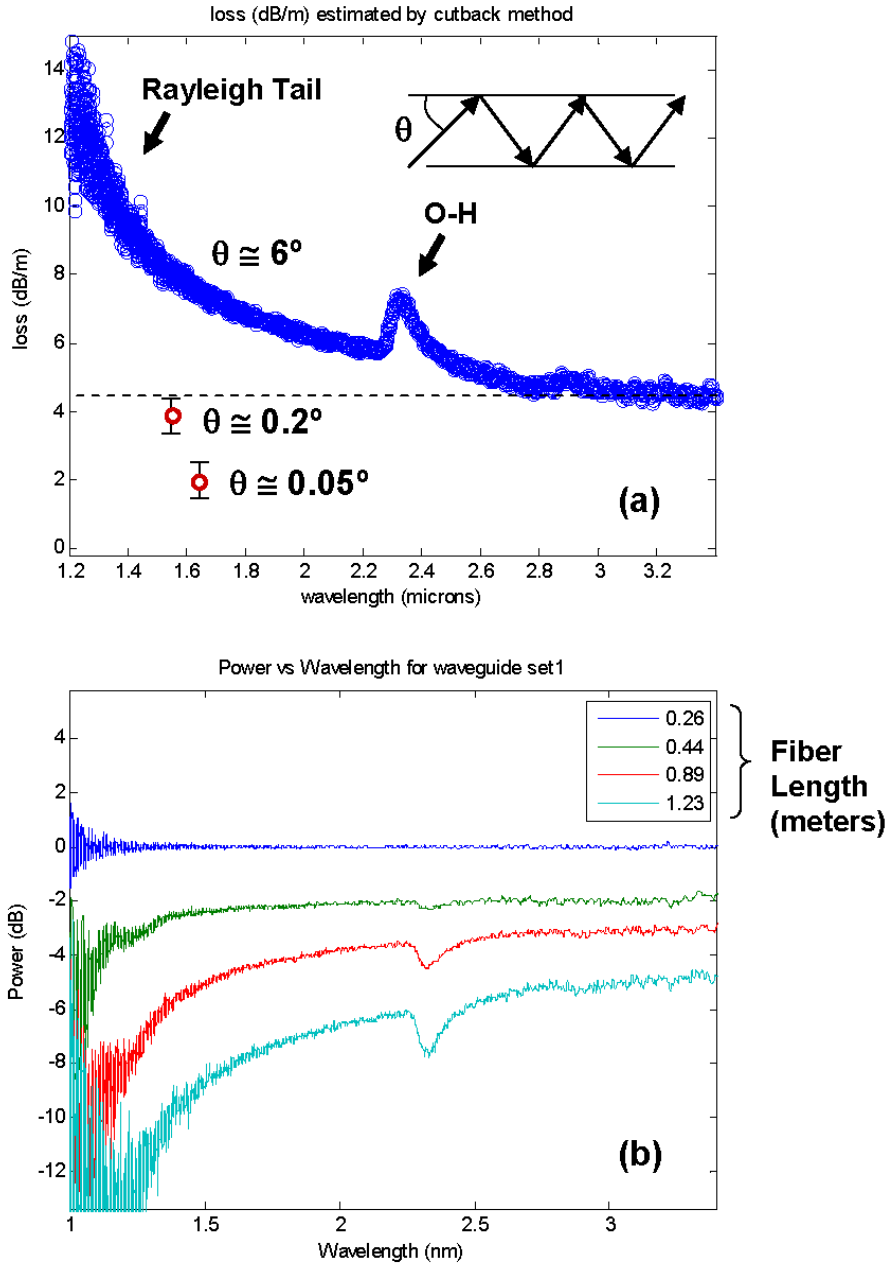 loss (dB/m) estimated by cutback method
14
12
10
8
6
4
2
0
loss (dB/m)
Rayleigh Tail
θ
O-H
θ ≅ 6º
θ ≅ 0.2º
θ ≅ 0.05º
(a)
1.2 1.4 1.6 1.8 2 2.2 2.4 2.6 2.8 3 3.2
wavelength (microns)
Power vs Wavelength for waveguide set1
4
2
0
-2
-4
-6
-8
-10
-12
Power (dB)
0.26
0.44
0.89
1.23
Fiber
Length
(meters)
(b)
1 1.5 2 2.5 3
Wavelength (nm)